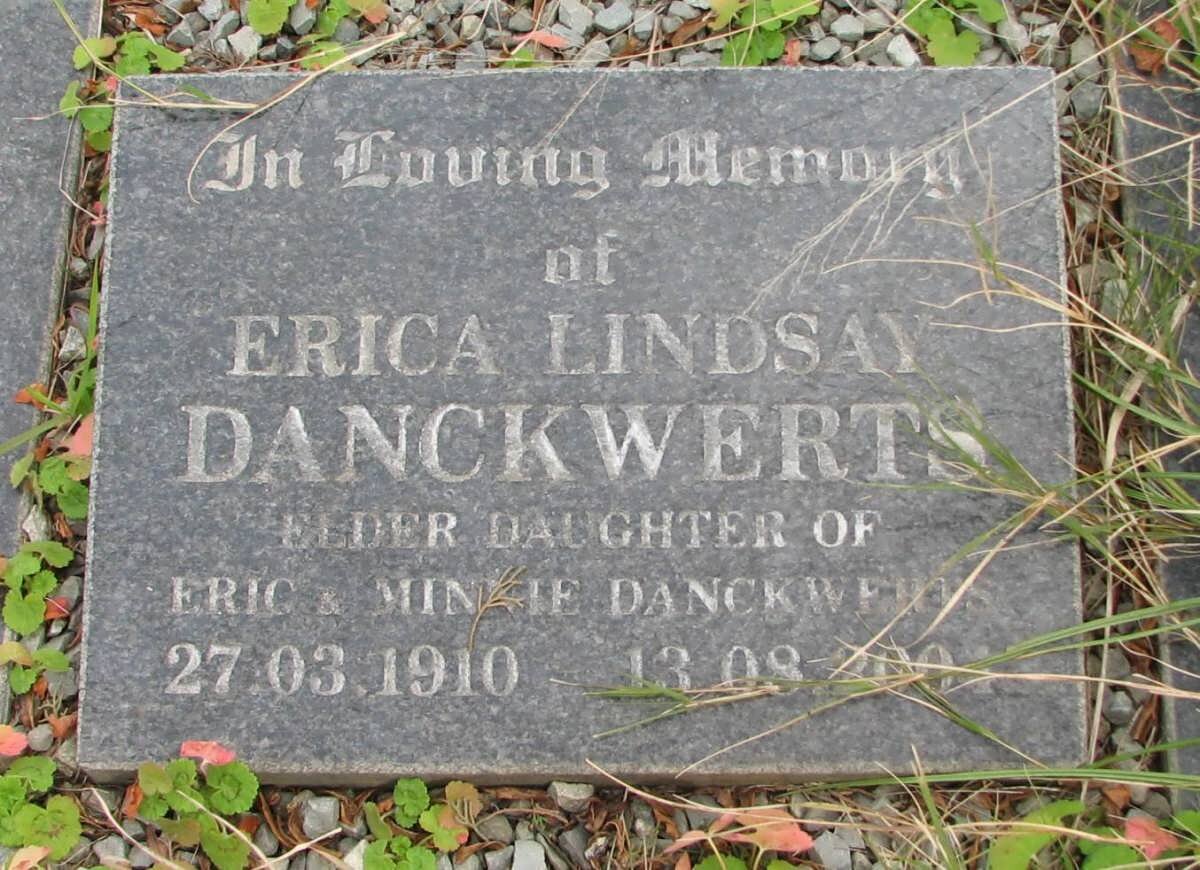 In Loving Memory
of
ERICA LINDSAY
DANCKWERTS
ELDER DAUGHTER OF
ERIC & MINNIE DANCKWERTS
27.03.1910